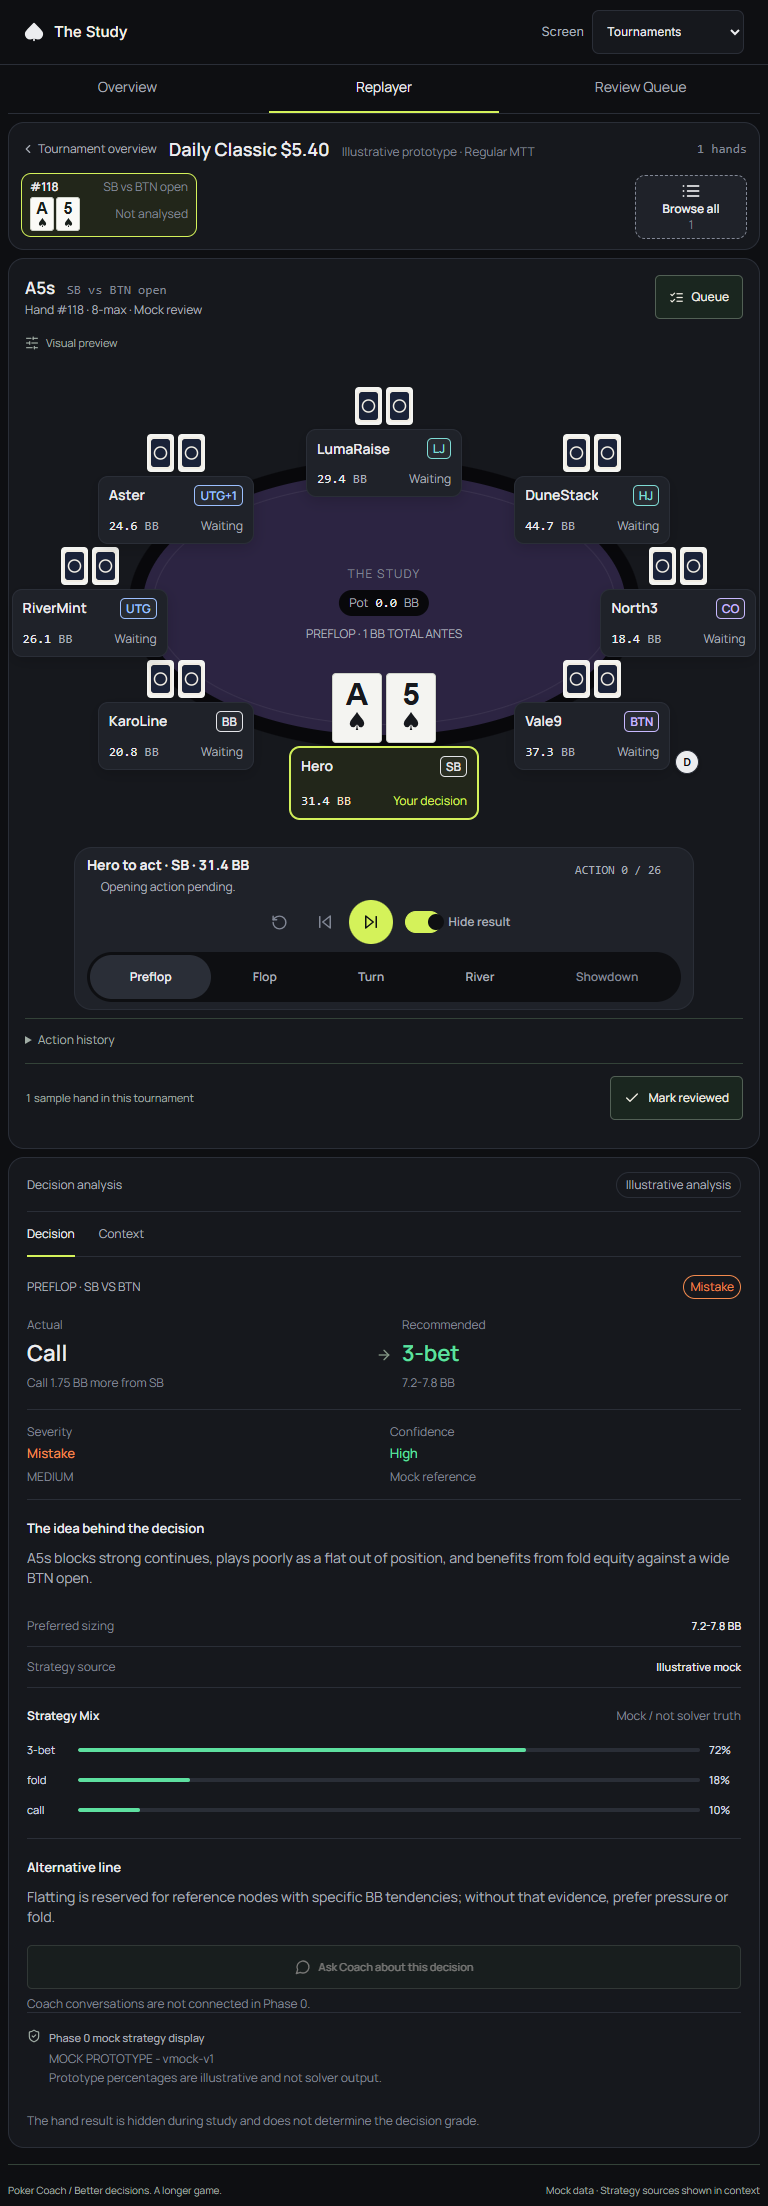 The Study
Screen
Tournaments
Overview
Replayer
Review Queue
Tournament overview
Daily Classic $5.40
Illustrative prototype · Regular MTT
1 hands
#118
SB vs BTN open
A 5
Not analysed
Browse all
1
A5s
SB vs BTN open
Hand #118 · 8-max · Mock review
Queue
Visual preview
LumaRaise LJ
29.4 BB Waiting
Aster UTG+1
24.6 BB Waiting
DuneStack HJ
44.7 BB Waiting
RiverMint UTG
26.1 BB Waiting
North3 CO
18.4 BB Waiting
THE STUDY
Pot 0.0 BB
PREFLOP · 1 BB TOTAL ANTES
KaroLine BB
20.8 BB Waiting
A 5
Vale9 BTN
37.3 BB Waiting
D
Hero SB
31.4 BB Your decision
Hero to act · SB · 31.4 BB
ACTION 0 / 26
Opening action pending.
Hide result
Preflop
Flop
Turn
River
Showdown
Action history
1 sample hand in this tournament
Mark reviewed
Decision analysis
Illustrative analysis
Decision
Context
PREFLOP · SB VS BTN
Mistake
Actual
Recommended
Call
3-bet
Call 1.75 BB more from SB
7.2-7.8 BB
Severity
Confidence
Mistake
High
MEDIUM
Mock reference
The idea behind the decision
A5s blocks strong continues, plays poorly as a flat out of position, and benefits from fold equity against a wide
BTN open.
Preferred sizing
7.2-7.8 BB
Strategy source
Illustrative mock
Strategy Mix
Mock / not solver truth
3-bet 72%
fold 18%
call 10%
Alternative line
Flatting is reserved for reference nodes with specific BB tendencies; without that evidence, prefer pressure or
fold.
Ask Coach about this decision
Coach conversations are not connected in Phase 0.
Phase 0 mock strategy display
MOCK PROTOTYPE - vmock-v1
Prototype percentages are illustrative and not solver output.
The hand result is hidden during study and does not determine the decision grade.
Poker Coach / Better decisions. A longer game.
Mock data · Strategy sources shown in context